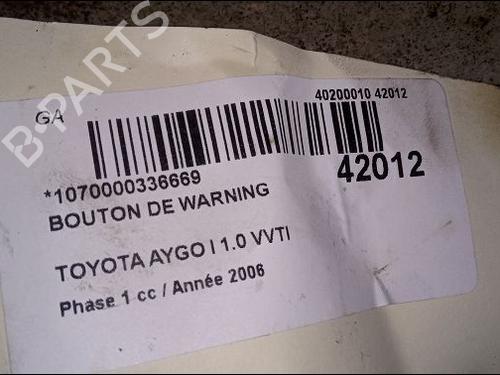 B-PARTS
GA
40200010 42012
*1070000336669
42012
BOUTON DE WARNING
TOYOTA AYGO I 1.0 VVTI
Phase 1 cc / Année 2006